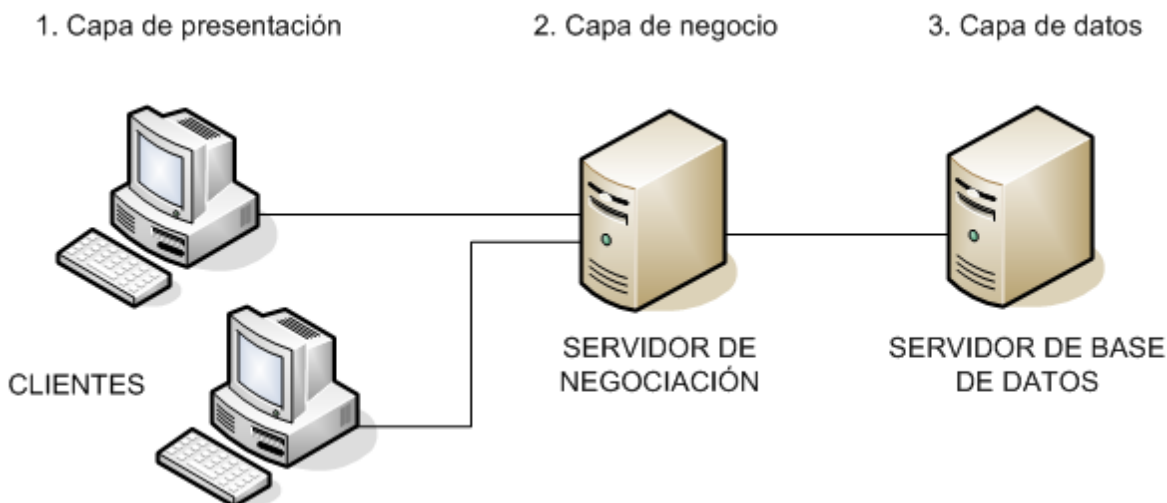 1. Capa de presentación
2. Capa de negocio
3. Capa de datos
CLIENTES
SERVIDOR DE
NEGOCIACIÓN
SERVIDOR DE BASE
DE DATOS